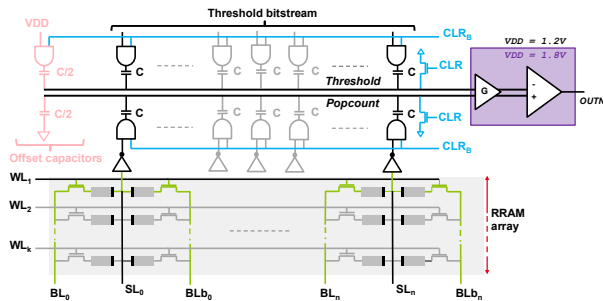 Threshold bitstream
VDD
CLRB
VDD = 1.2V
VDD = 1.8V
C/2
C
C
CLR
Threshold
G
-
+
OUTN
Popcount
C/2
C
C
CLR
CLRB
Offset capacitors
WL1
WL2
WLk
RRAM
array
BL0
SL0
BLb0
BLn
SLn
BLbn